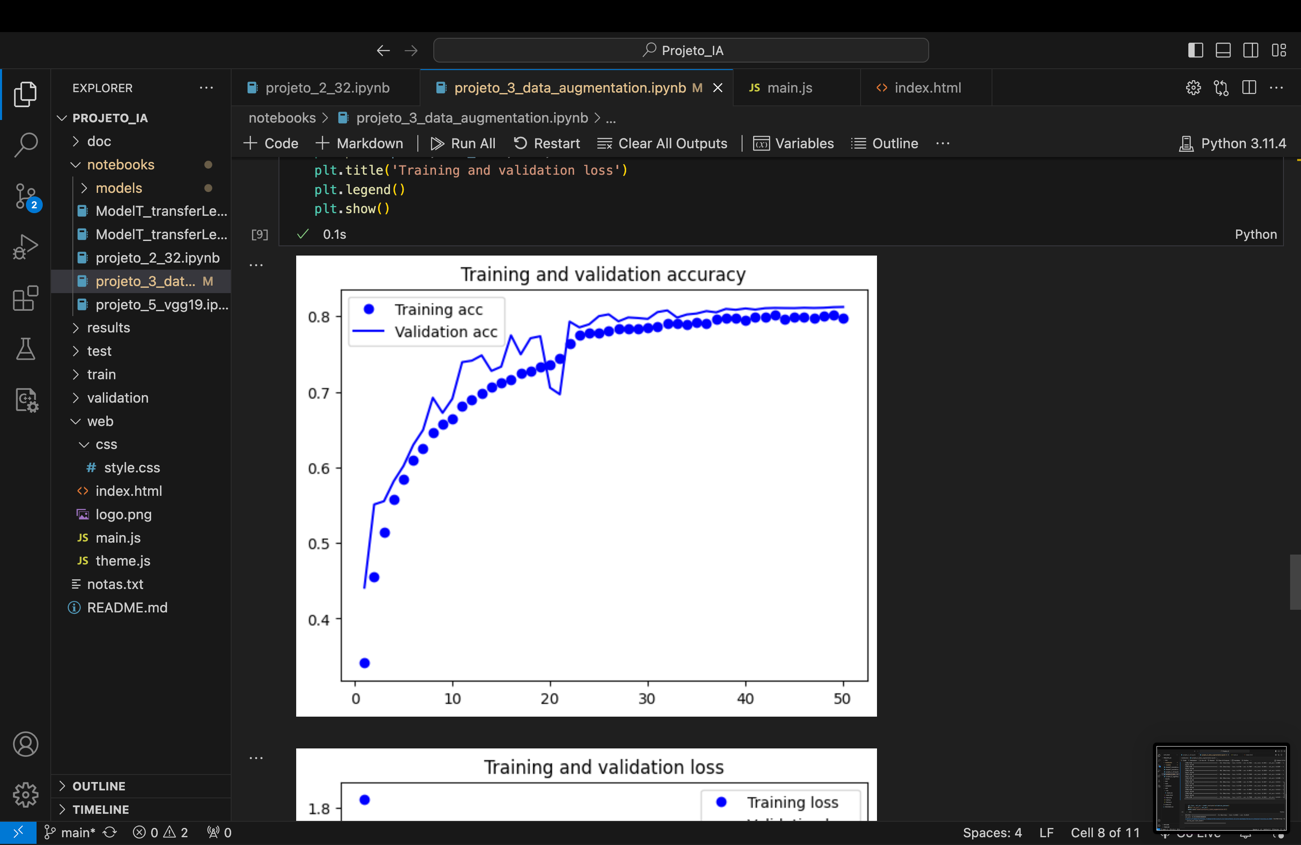 Projeto_IA
EXPLORER
PROJETO_IA
doc
notebooks
models
ModelT_transferLe...
ModelT_transferLe...
projeto_2_32.ipynb
projeto_3_dat... M
projeto_5_vgg19.ip...
results
test
train
validation
web
css
# style.css
<> index.html
logo.png
JS main.js
JS theme.js
notas.txt
README.md
OUTLINE
TIMELINE
projeto_2_32.ipynb
projeto_3_data_augmentation.ipynb M
JS main.js
<> index.html
notebooks > projeto_3_data_augmentation.ipynb > ...
+ Code + Markdown Run All Restart Clear All Outputs Variables Outline ... Python 3.11.4
plt.title('Training and validation loss')
plt.legend()
plt.show()
[9] 0.1s Python
Training and validation accuracy
Training acc
Validation acc
0.8
0.7
0.6
0.5
0.4
0 10 20 30 40 50
Training and validation loss
1.8
Training loss
2
main* 0 2 0 Spaces: 4 LF Cell 8 of 11